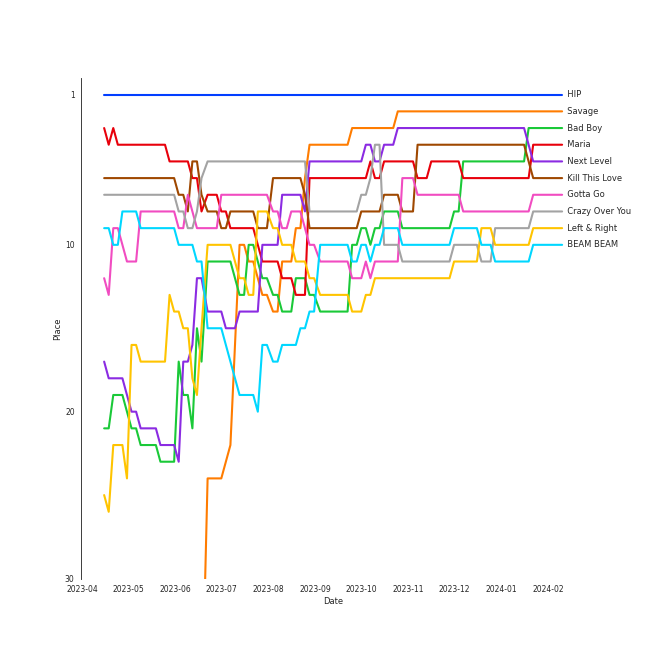 1
10
20
30
Place
2023-04
2023-05
2023-06
2023-07
2023-08
2023-09
2023-10
2023-11
2023-12
2024-01
2024-02
Date
HIP
Savage
Bad Boy
Maria
Next Level
Kill This Love
Gotta Go
Crazy Over You
Left & Right
BEAM BEAM